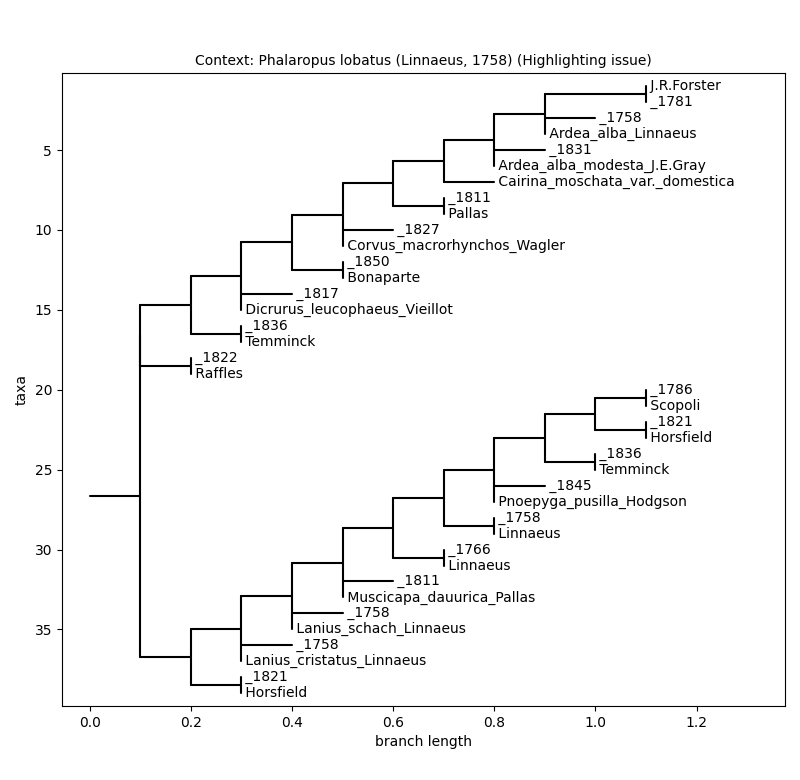 Context: Phalaropus lobatus (Linnaeus, 1758) (Highlighting issue)
J.R.Forster
_1781
_1758
Ardea_alba_Linnaeus
_1831
Ardea_alba_modesta_J.E.Gray
Cairina_moschata_var._domestica
_1811
Pallas
_1827
Corvus_macrorhynchos_Wagler
_1850
Bonaparte
_1817
Dicrurus_leucophaeus_Vieillot
_1836
Temminck
_1822
Raffles
_1786
Scopoli
_1821
Horsfield
_1836
Temminck
_1845
Pnoepyga_pusilla_Hodgson
_1758
Linnaeus
_1766
Linnaeus
_1811
Muscicapa_dauurica_Pallas
_1758
Lanius_schach_Linnaeus
_1758
Lanius_cristatus_Linnaeus
_1821
Horsfield
5
10
15
20
25
30
35
taxa
0.0 0.2 0.4 0.6 0.8 1.0 1.2
branch length